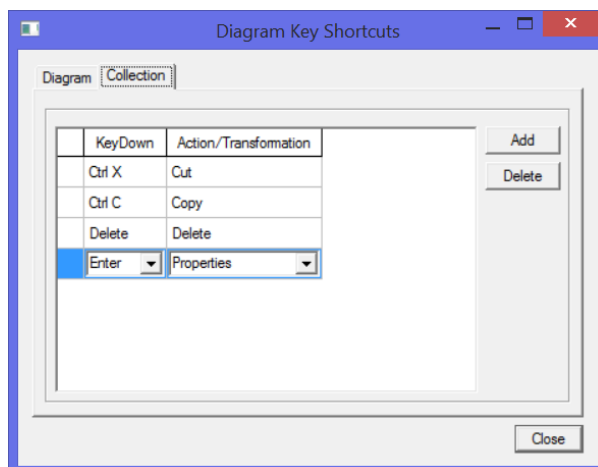 Diagram Key Shortcuts
Diagram Collection
KeyDown Action/Transformation
Ctrl X Cut
Ctrl C Copy
Delete Delete
Enter Properties
Add
Delete
Close